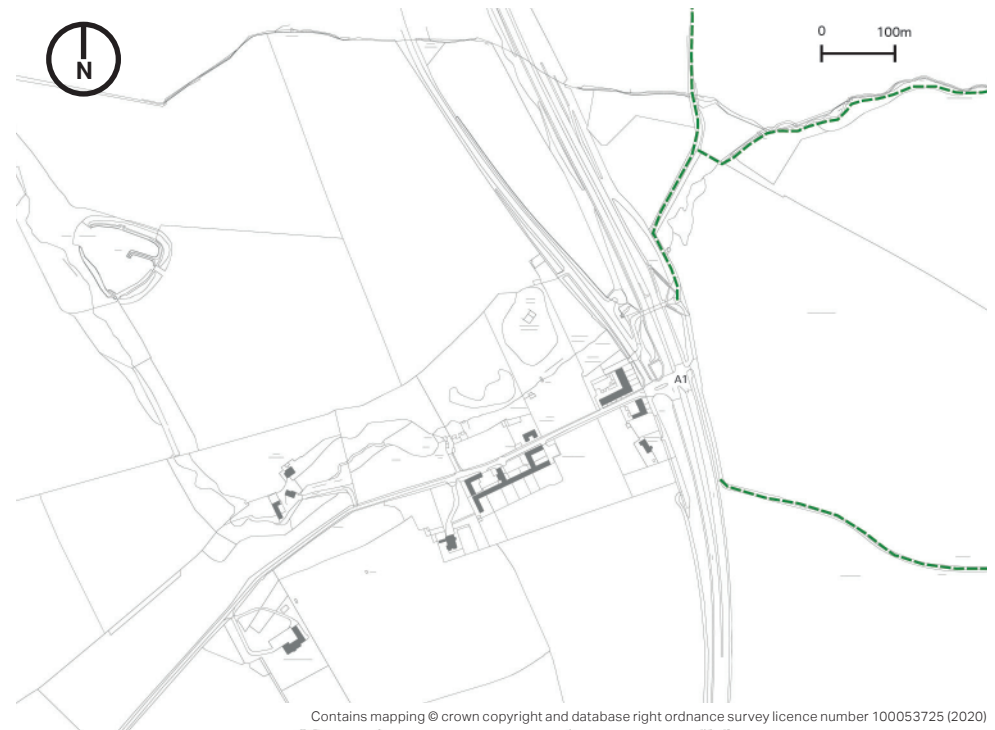 N
0 100m
A1
Contains mapping © crown copyright and database right ordnance survey licence number 100053725 (2020)